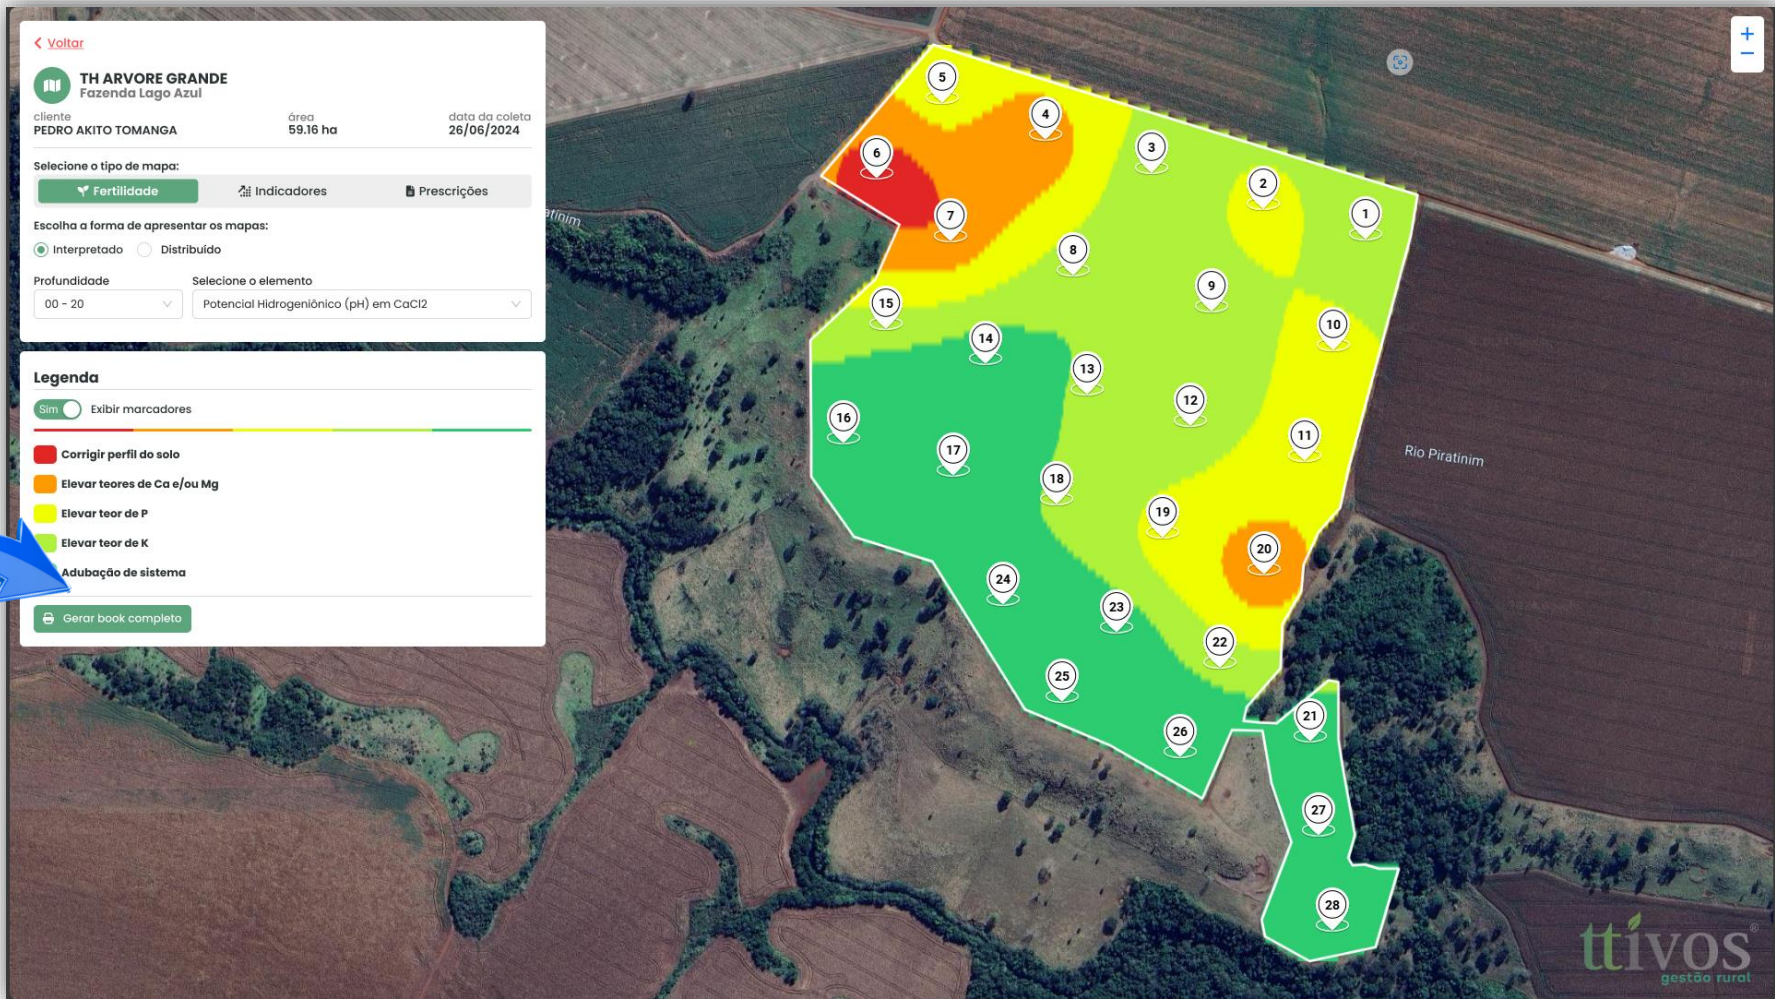 Voltar
TH ARVORE GRANDE
Fazenda Lago Azul
cliente
PEDRO AKITO TOMANGA
área
59.16 ha
data da coleta
26/06/2024
Selecione o tipo de mapa:
Fertilidade
Indicadores
Prescrições
Escolha a forma de apresentar os mapas:
Interpretado
Distribuído
Profundidade
00 - 20
Selecione o elemento
Potencial Hidrogeniônico (pH) em CaCl2
Legenda
Sim
Exibir marcadores
Corrigir perfil do solo
Elevar teores de Ca e/ou Mg
Elevar teor de P
Elevar teor de K
Adubação de sistema
Gerar book completo
atinim
+
−
5
4
3
6
2
7
1
8
9
15
10
14
13
12
16
11
17
Rio Piratinim
18
19
20
24
23
22
25
21
26
27
28
ttivos®
gestão rural